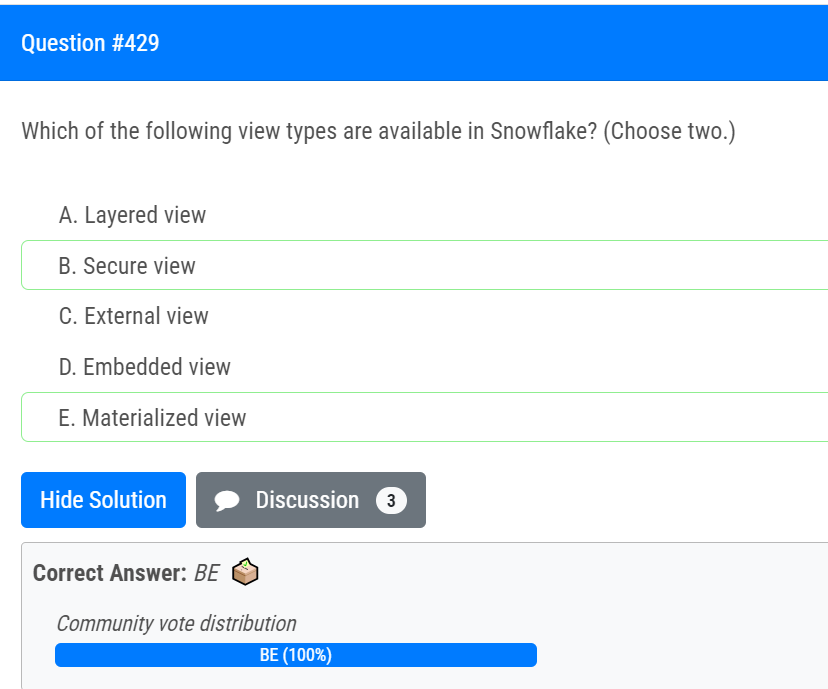 Question #429
Which of the following view types are available in Snowflake? (Choose two.)
A. Layered view
B. Secure view
C. External view
D. Embedded view
E. Materialized view
Hide Solution
Discussion 3
Correct Answer: BE
Community vote distribution
BE (100%)